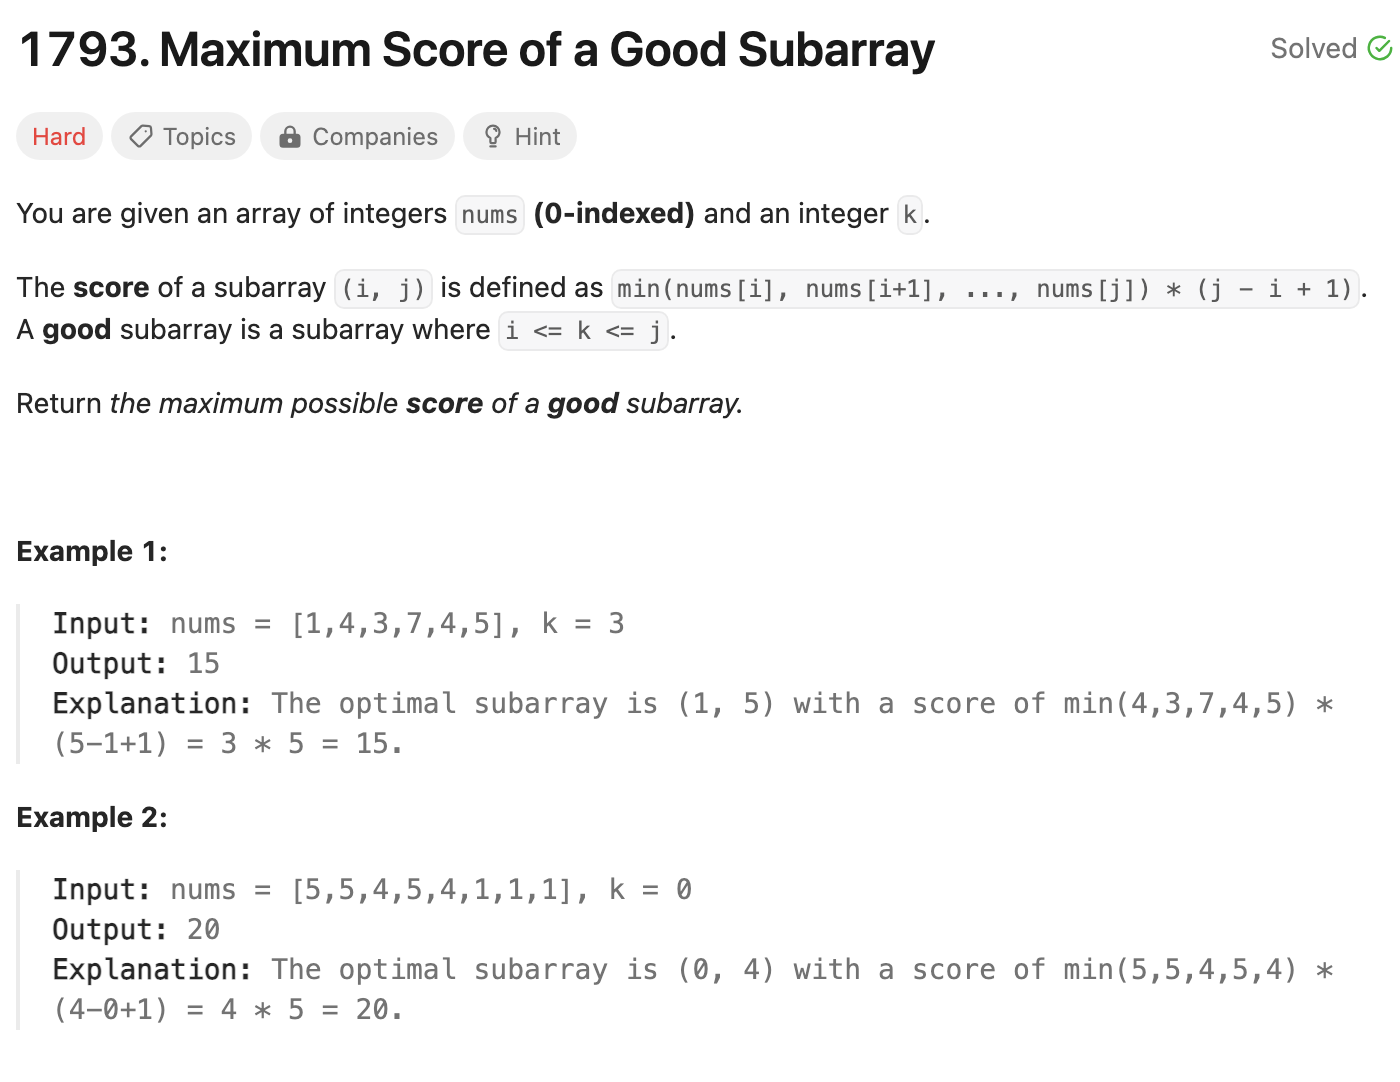 1793. Maximum Score of a Good Subarray
Solved
Hard
Topics
Companies
Hint
You are given an array of integers nums (0-indexed) and an integer k.
The score of a subarray (i, j) is defined as min(nums[i], nums[i+1], ..., nums[j]) * (j - i + 1).
A good subarray is a subarray where i <= k <= j.
Return the maximum possible score of a good subarray.
Example 1:
Input: nums = [1,4,3,7,4,5], k = 3
Output: 15
Explanation: The optimal subarray is (1, 5) with a score of min(4,3,7,4,5) *
(5-1+1) = 3 * 5 = 15.
Example 2:
Input: nums = [5,5,4,5,4,1,1,1], k = 0
Output: 20
Explanation: The optimal subarray is (0, 4) with a score of min(5,5,4,5,4) *
(4-0+1) = 4 * 5 = 20.